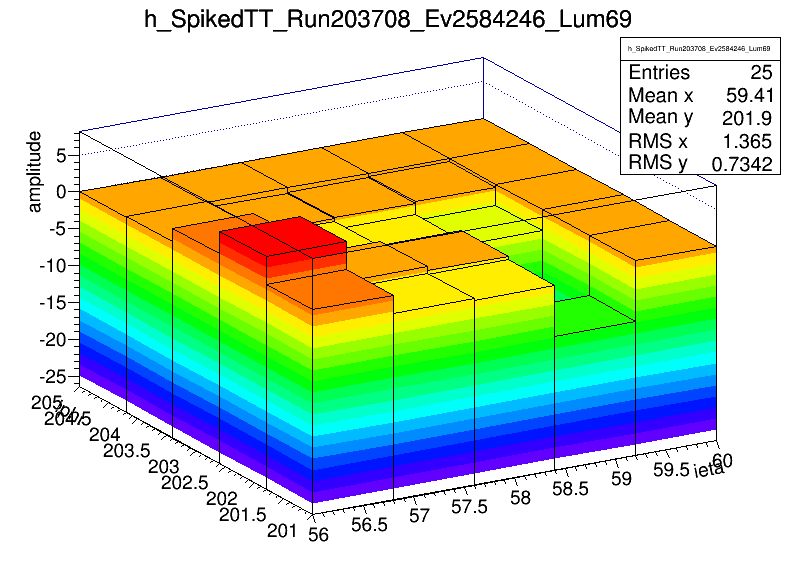 h_SpikedTT_Run203708_Ev2584246_Lum69
h_SpikedTT_Run203708_Ev2584246_Lum69
Entries 25
Mean x 59.41
Mean y 201.9
RMS x 1.365
RMS y 0.7342
amplitude
5
0
-5
-10
-15
-20
-25
205
204.5
204
203.5
203
202.5
202
201.5
201
56
56.5
57
57.5
58
58.5
59
59.5
60
ieta